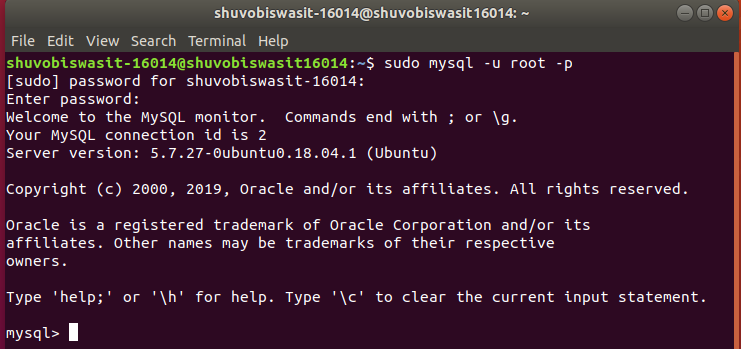 shuvobiswasit-16014@shuvobiswasit16014: ~
File Edit View Search Terminal Help
shuvobiswasit-16014@shuvobiswasit16014:~$ sudo mysql -u root -p
[sudo] password for shuvobiswasit-16014:
Enter password:
Welcome to the MySQL monitor.  Commands end with ; or \g.
Your MySQL connection id is 2
Server version: 5.7.27-0ubuntu0.18.04.1 (Ubuntu)
Copyright (c) 2000, 2019, Oracle and/or its affiliates. All rights reserved.
Oracle is a registered trademark of Oracle Corporation and/or its
affiliates. Other names may be trademarks of their respective
owners.
Type 'help;' or '\h' for help. Type '\c' to clear the current input statement.
mysql>